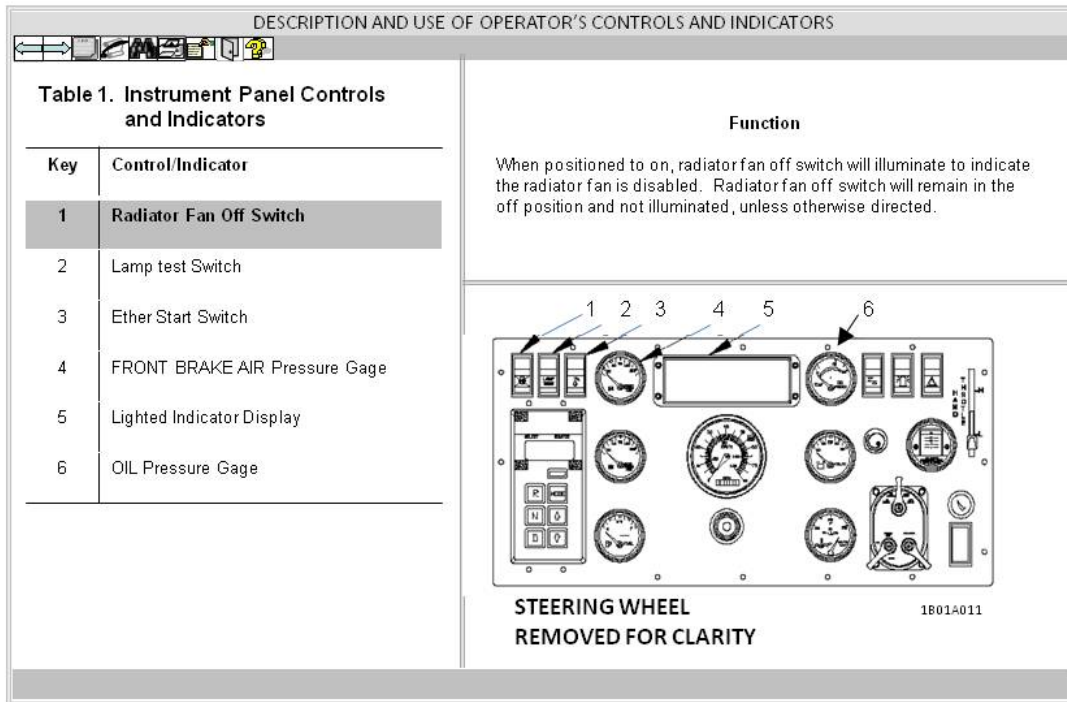 DESCRIPTION AND USE OF OPERATOR'S CONTROLS AND INDICATORS
Table 1. Instrument Panel Controls
and Indicators
Key Control/Indicator
1 Radiator Fan Off Switch
2 Lamp test Switch
3 Ether Start Switch
4 FRONT BRAKE AIR Pressure Gage
5 Lighted Indicator Display
6 OIL Pressure Gage
Function
When positioned to on, radiator fan off switch will illuminate to indicate
the radiator fan is disabled. Radiator fan off switch will remain in the
off position and not illuminated, unless otherwise directed.
1 2 3 4 5 6
HAND
THROTTLE
R MODE
N
D
STEERING WHEEL
REMOVED FOR CLARITY
1B01A011